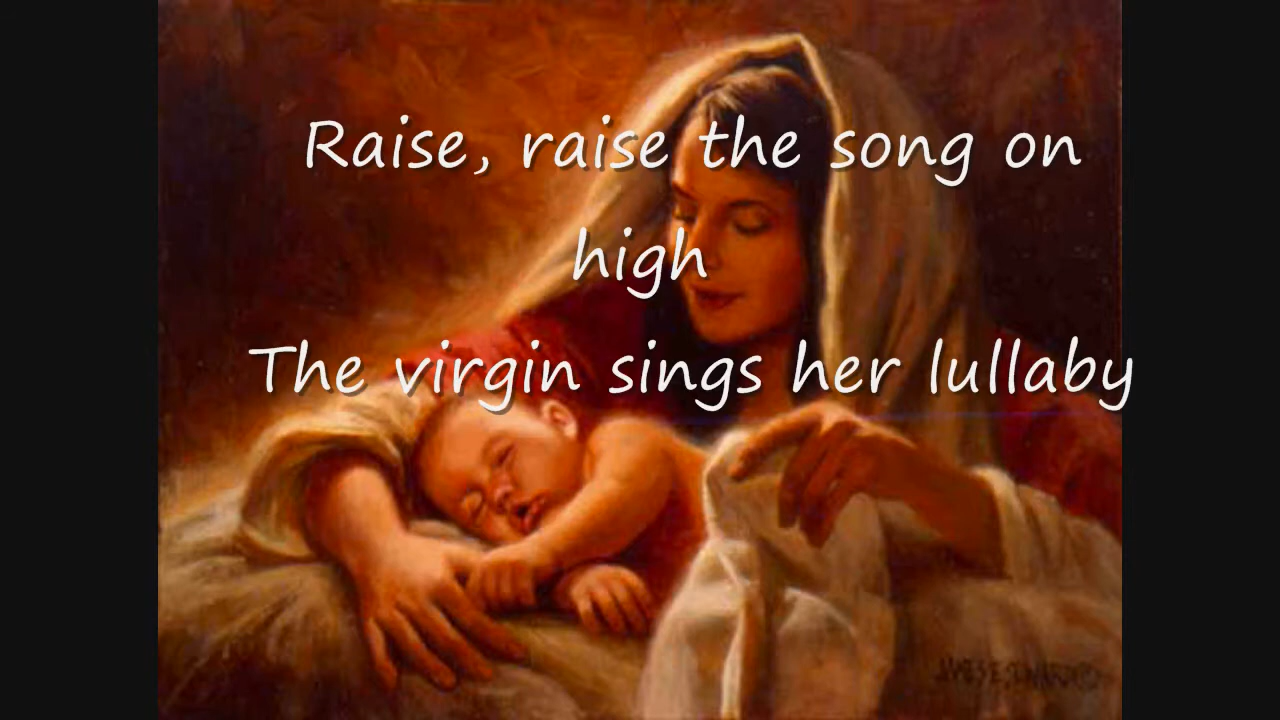 Raise, raise the song on
high
The virgin sings her lullaby